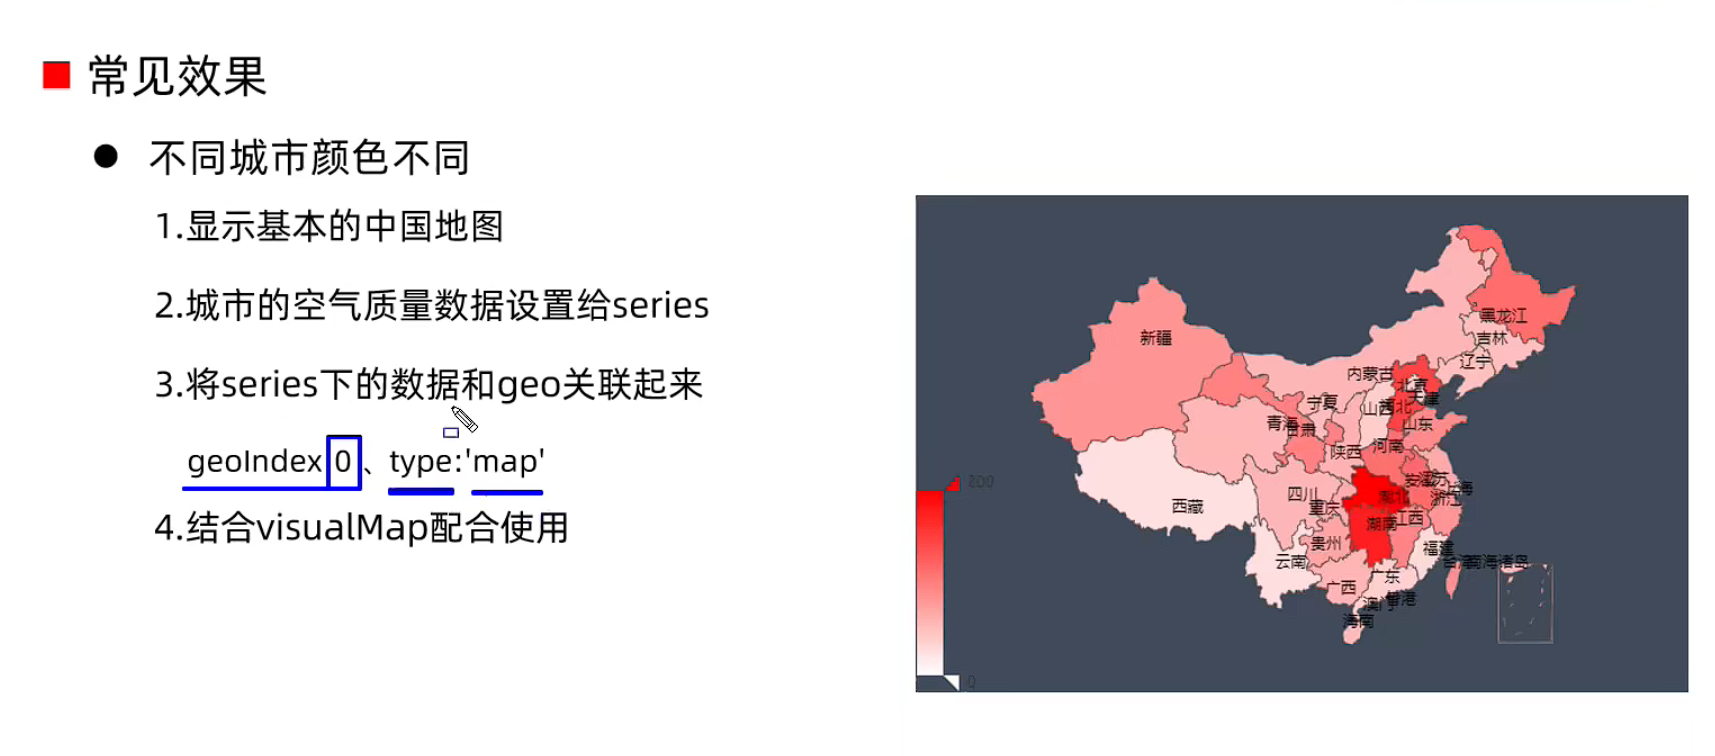 常见效果
不同城市颜色不同
1.显示基本的中国地图
2.城市的空气质量数据设置给series
3.将series下的数据和geo关联起来
geoIndex 0、type:'map'
4.结合visualMap配合使用
黑龙江
吉林
新疆
辽宁
内蒙古
北京
天津
宁夏
山西
河北
青海
甘肃
山东
陕西
河南
200
江苏
上海
四川
湖北
浙江
西藏
重庆
湖南
江西
贵州
福建
云南
台湾
南海诸岛
广东
广西
香港
澳门
海南
0